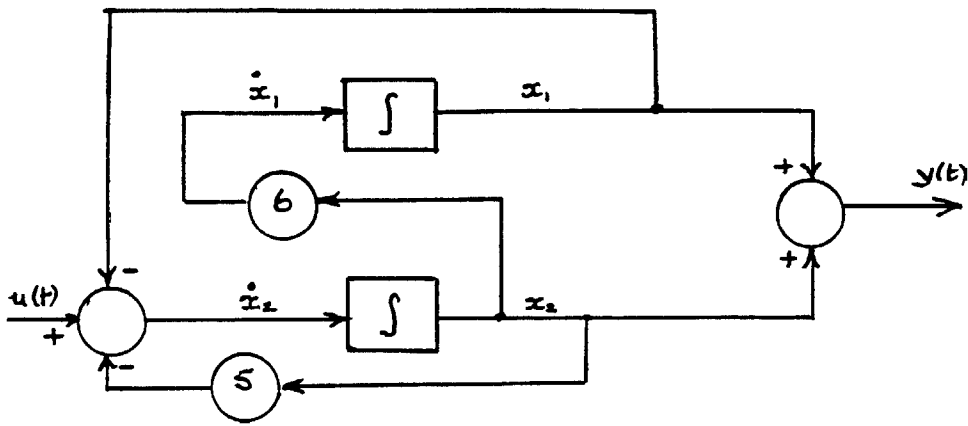 ẋ₁ ∫ x₁
+
6
y(t)
+
-
u(t)
+
ẋ₂ ∫ x₂
-
5